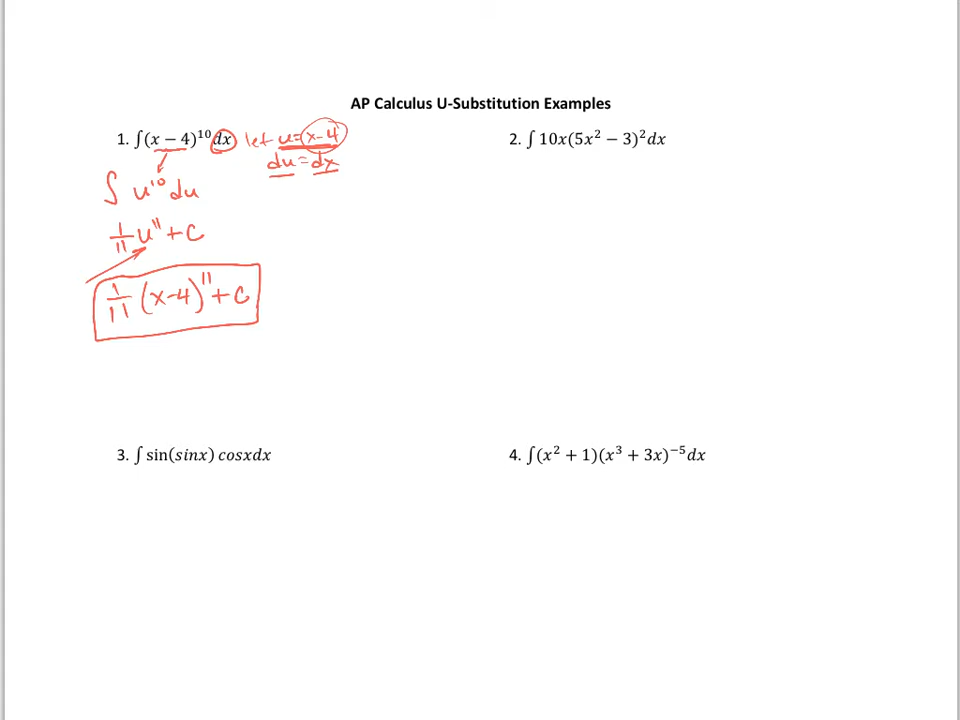 AP Calculus U-Substitution Examples
1. ∫(x − 4)¹⁰dx let u=x-4
du = dx
∫ u¹⁰ du
1/11 u¹¹ + C
1/11 (x-4)¹¹ + C
2. ∫ 10x(5x² − 3)²dx
3. ∫ sin(sinx) cosxdx
4. ∫(x² + 1)(x³ + 3x)⁻⁵dx